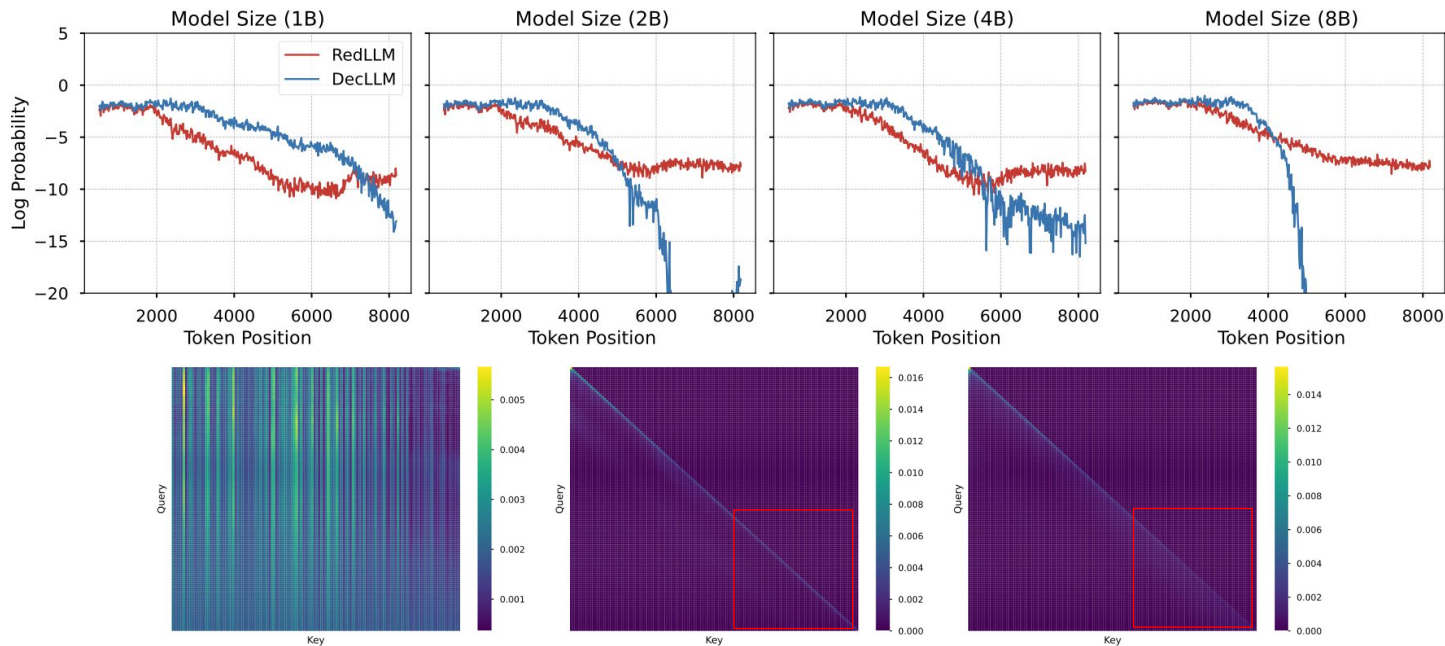 Model Size (1B)
Model Size (2B)
Model Size (4B)
Model Size (8B)
5
0
−5
−10
−15
−20
Log Probability
RedLLM
DecLLM
2000 4000 6000 8000
2000 4000 6000 8000
2000 4000 6000 8000
2000 4000 6000 8000
Token Position
Token Position
Token Position
Token Position
Query
Key
0.005
0.004
0.003
0.002
0.001
Query
Key
0.016
0.014
0.012
0.010
0.008
0.006
0.004
0.002
0.000
Query
Key
0.014
0.012
0.010
0.008
0.006
0.004
0.002
0.000